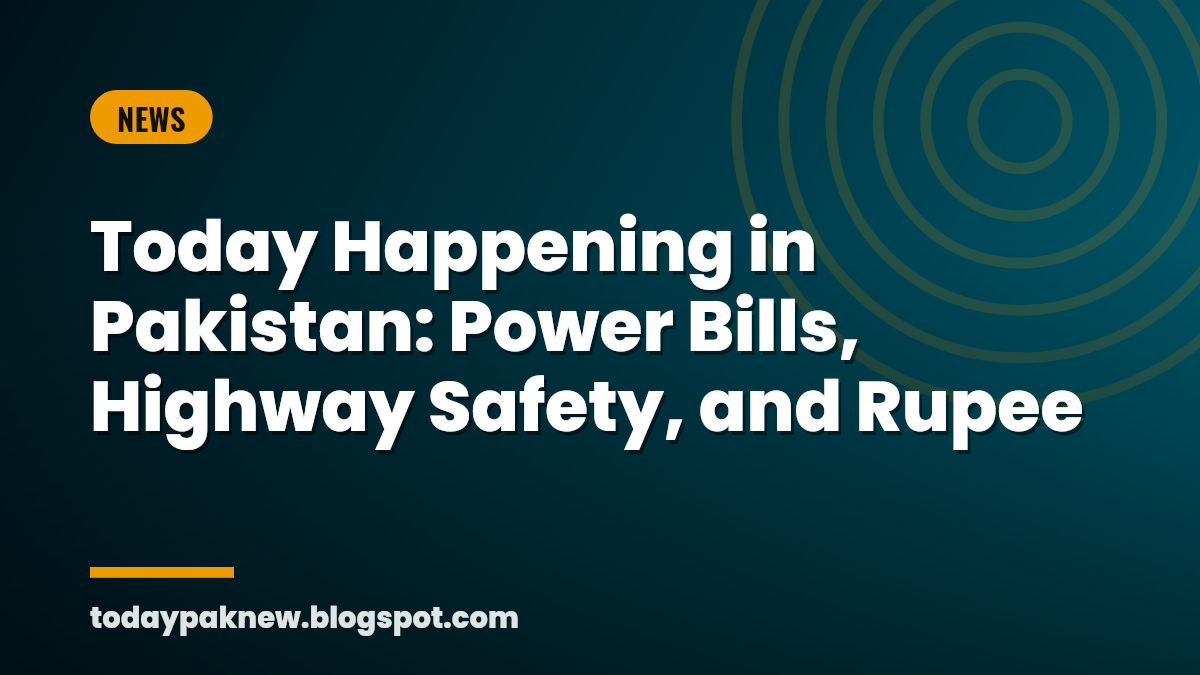 NEWS
Today Happening in
Pakistan: Power Bills,
Highway Safety, and Rupee
todaypaknew.blogspot.com